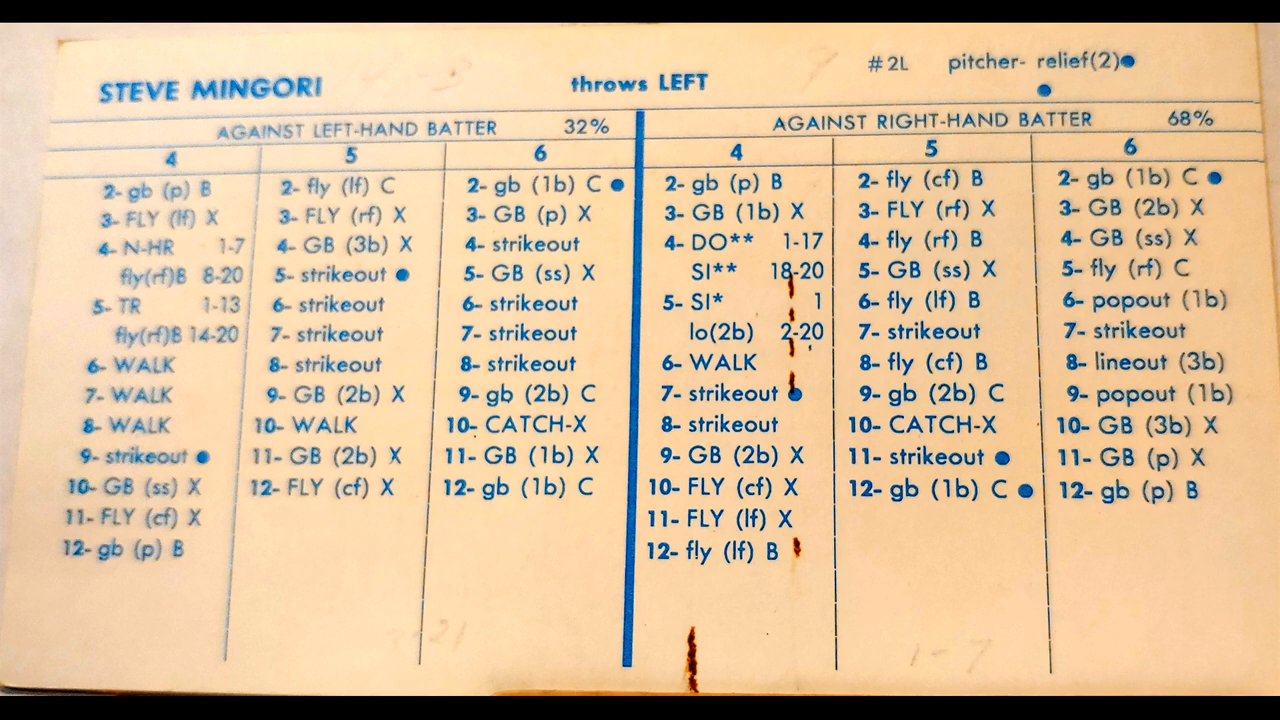 #2L pitcher- relief(2)●
STEVE MINGORI throws LEFT ●
AGAINST LEFT-HAND BATTER 32%
4 5 6
2- gb (p) B 2- fly (lf) C 2- gb (1b) C ●
3- FLY (lf) X 3- FLY (rf) X 3- GB (p) X
4- N-HR 1-7 4- GB (3b) X 4- strikeout
fly(rf)B 8-20 5- strikeout ● 5- GB (ss) X
5- TR 1-13 6- strikeout 6- strikeout
fly(rf)B 14-20 7- strikeout 7- strikeout
6- WALK 8- strikeout 8- strikeout
7- WALK 9- GB (2b) X 9- gb (2b) C
8- WALK 10- WALK 10- CATCH-X
9- strikeout ● 11- GB (2b) X 11- GB (1b) X
10- GB (ss) X 12- FLY (cf) X 12- gb (1b) C
11- FLY (cf) X
12- gb (p) B
AGAINST RIGHT-HAND BATTER 68%
4 5 6
2- gb (p) B 2- fly (cf) B 2- gb (1b) C ●
3- GB (1b) X 3- FLY (rf) X 3- GB (2b) X
4- DO** 1-17 4- fly (rf) B 4- GB (ss) X
SI** 18-20 5- GB (ss) X 5- fly (rf) C
5- SI* 1 6- fly (lf) B 6- popout (1b)
lo(2b) 2-20 7- strikeout 7- strikeout
6- WALK 8- fly (cf) B 8- lineout (3b)
7- strikeout ● 9- gb (2b) C 9- popout (1b)
8- strikeout 10- CATCH-X 10- GB (3b) X
9- GB (2b) X 11- strikeout ● 11- GB (p) X
10- FLY (cf) X 12- gb (1b) C ● 12- gb (p) B
11- FLY (lf) X
12- fly (lf) B
1-7